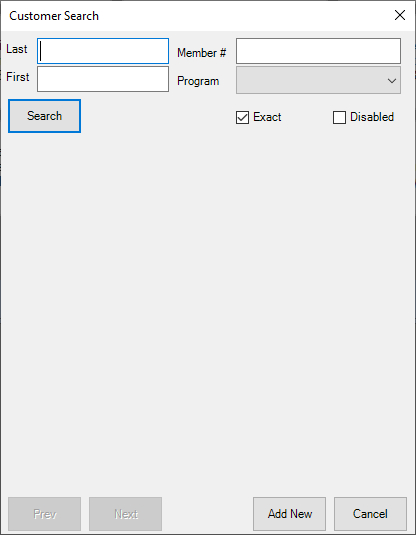 Customer Search
Last
Member #
First
Program
Search
Exact
Disabled
Prev
Next
Add New
Cancel